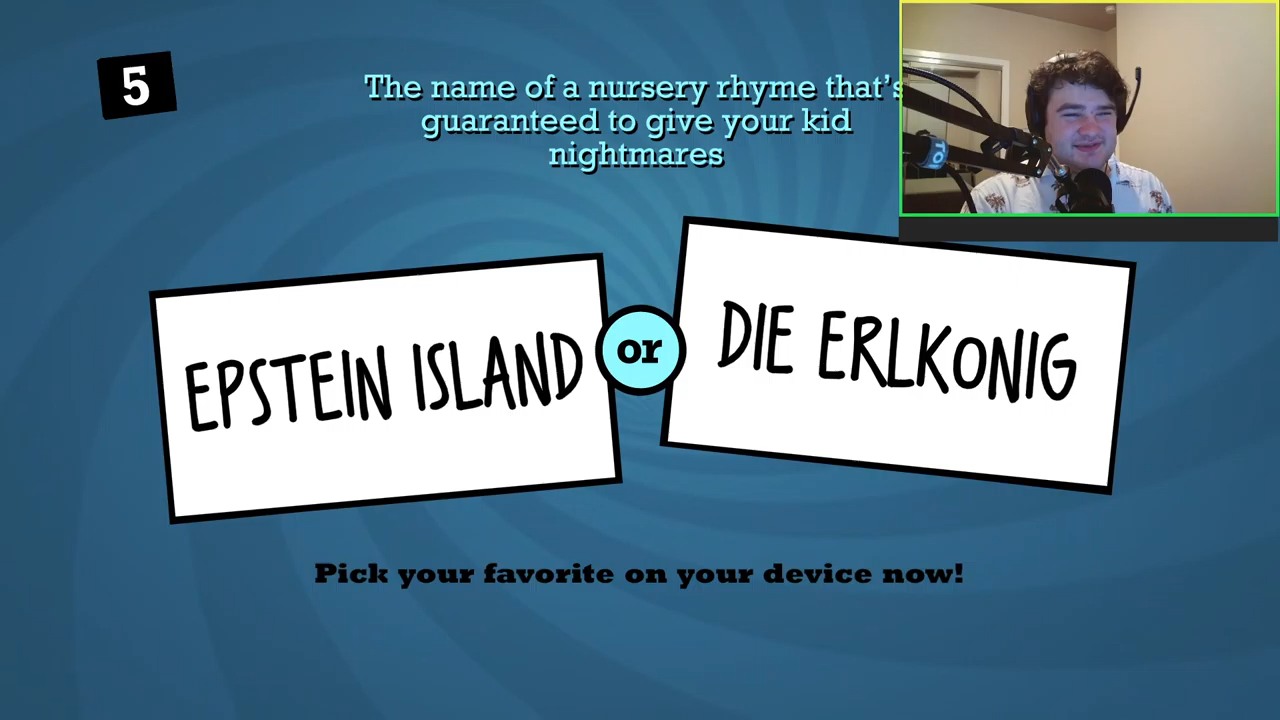 5
The name of a nursery rhyme that's
guaranteed to give your kid
nightmares
EPSTEIN ISLAND
or
DIE ERLKONIG
Pick your favorite on your device now!
TO